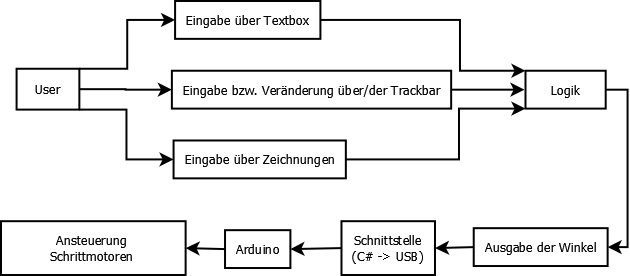 Eingabe über Textbox
User
Eingabe bzw. Veränderung über/der Trackbar
Logik
Eingabe über Zeichnungen
Ansteuerung
Schrittmotoren
Arduino
Schnittstelle
(C# -> USB)
Ausgabe der Winkel